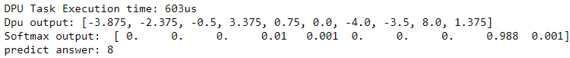 DPU Task Execution time: 603us
Dpu output: [-3.875, -2.375, -0.5, 3.375, 0.75, 0.0, -4.0, -3.5, 8.0, 1.375]
Softmax output:  [ 0.    0.    0.    0.01  0.001  0.    0.    0.    0.988  0.001]
predict answer: 8